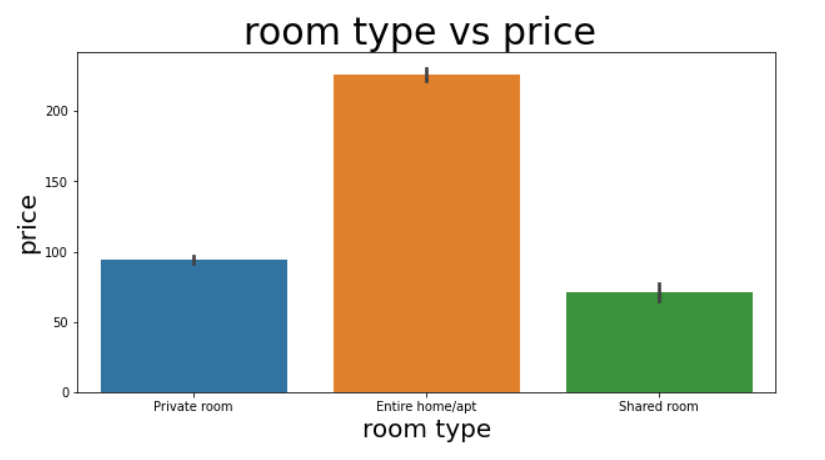 room type vs price
price
200
150
100
50
0
Private room
Entire home/apt
Shared room
room type